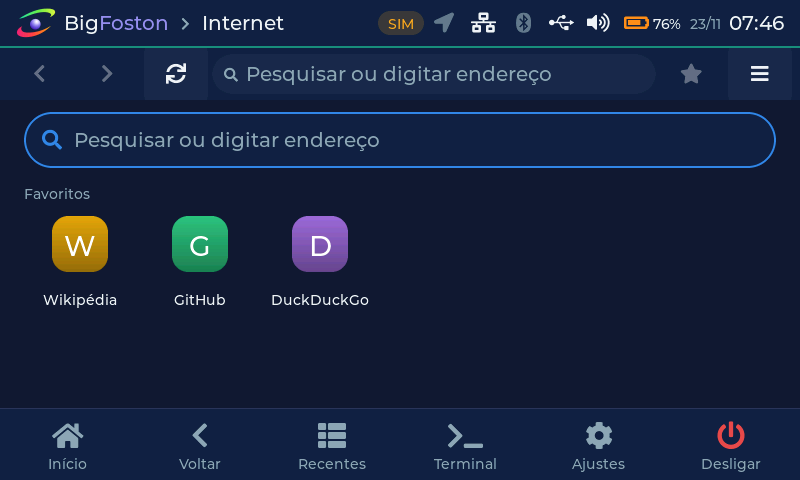 BigFoston > Internet SIM 76% 23/11 07:46
Pesquisar ou digitar endereço
Pesquisar ou digitar endereço
Favoritos
W G D
Wikipédia GitHub DuckDuckGo
Início Voltar Recentes Terminal Ajustes Desligar